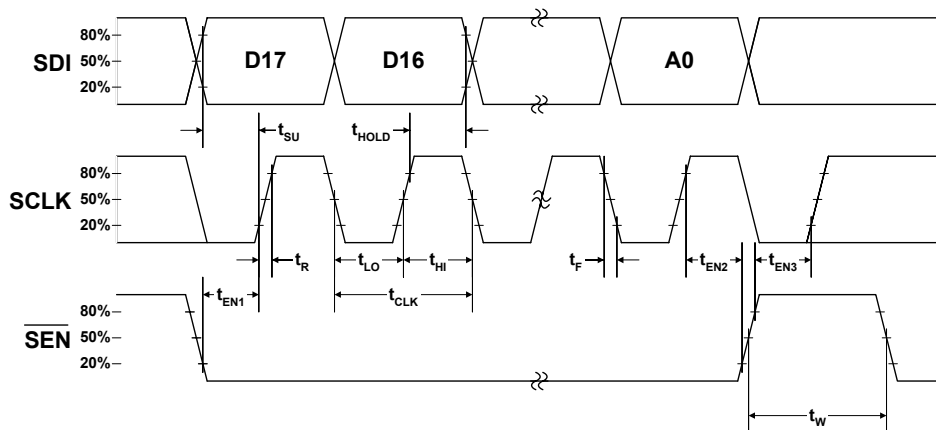 80%
SDI 50% D17 D16 A0
20%
tSU tHOLD
80%
SCLK 50%
20%
tR tLO tHI tF tEN2 tEN3
tEN1 tCLK
80%
SEN 50%
20%
tW